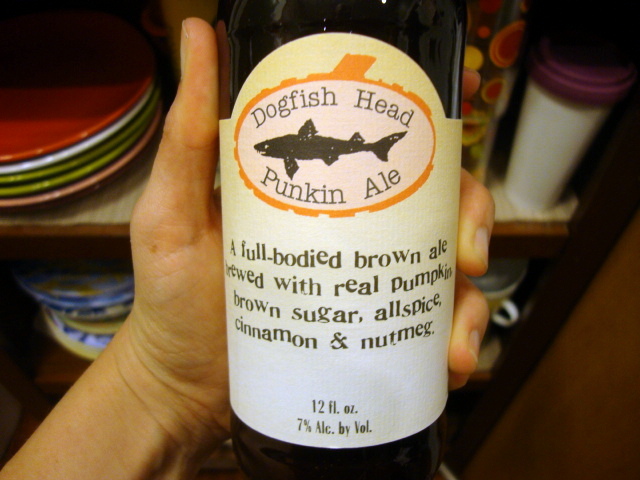 Dogfish Head
Punkin Ale
A full-bodied brown ale
brewed with real pumpkin,
brown sugar, allspice,
cinnamon & nutmeg.
12 fl. oz.
7% Alc. by Vol.